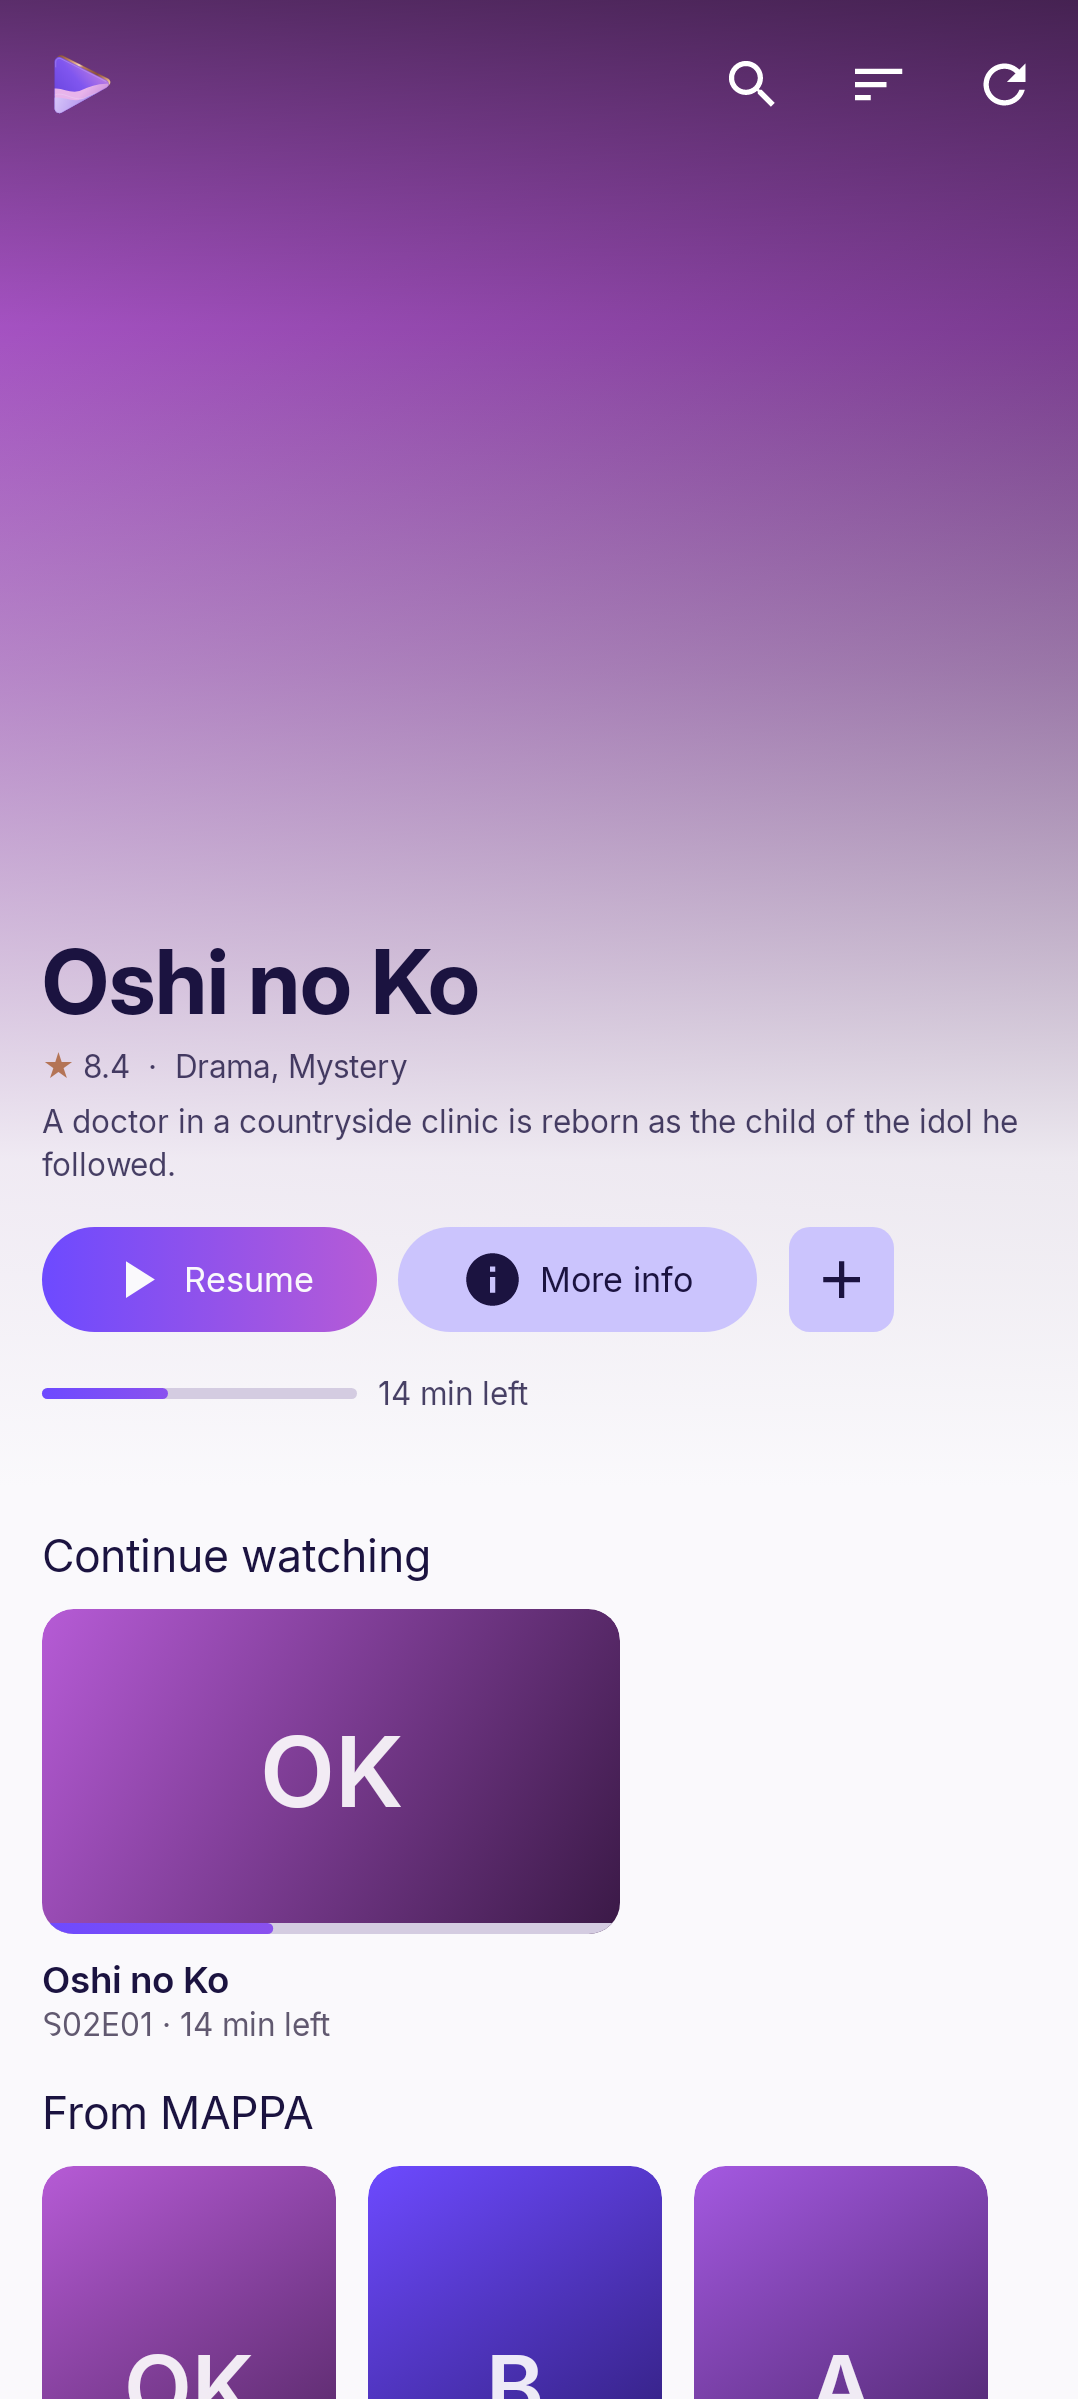 Oshi no Ko
★ 8.4 · Drama, Mystery
A doctor in a countryside clinic is reborn as the child of the idol he
followed.
Resume
More info
14 min left
Continue watching
OK
Oshi no Ko
S02E01 · 14 min left
From MAPPA
OK
B
A